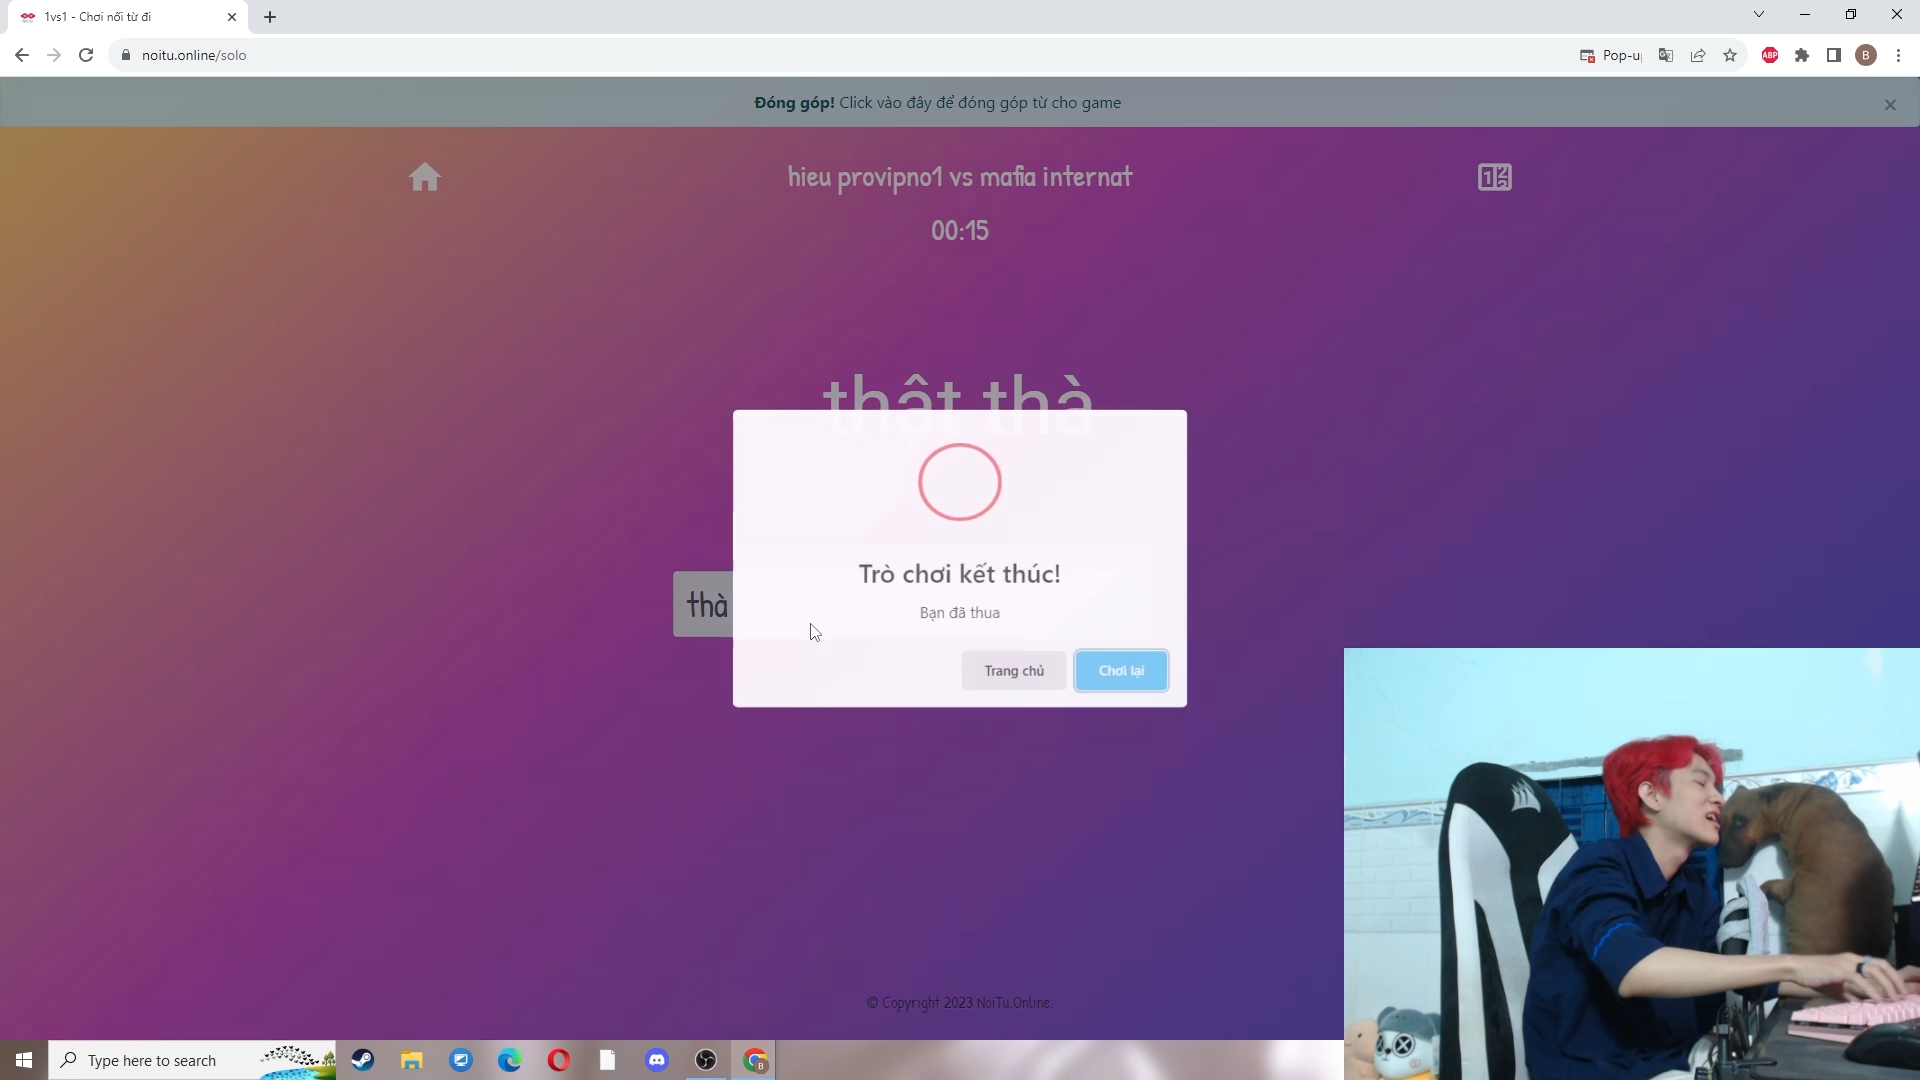 1vs1 - Chơi nối từ đi
noitu.online/solo
Pop-u
ABP
B
Đóng góp! Click vào đây để đóng góp từ cho game
hieu provipno1 vs mafia internat
00:15
thật thà
Trò chơi kết thúc!
thà
Bạn đã thua
Trang chủ
Chơi lại
© Copyright 2023 NoiTu.Online.
Type here to search